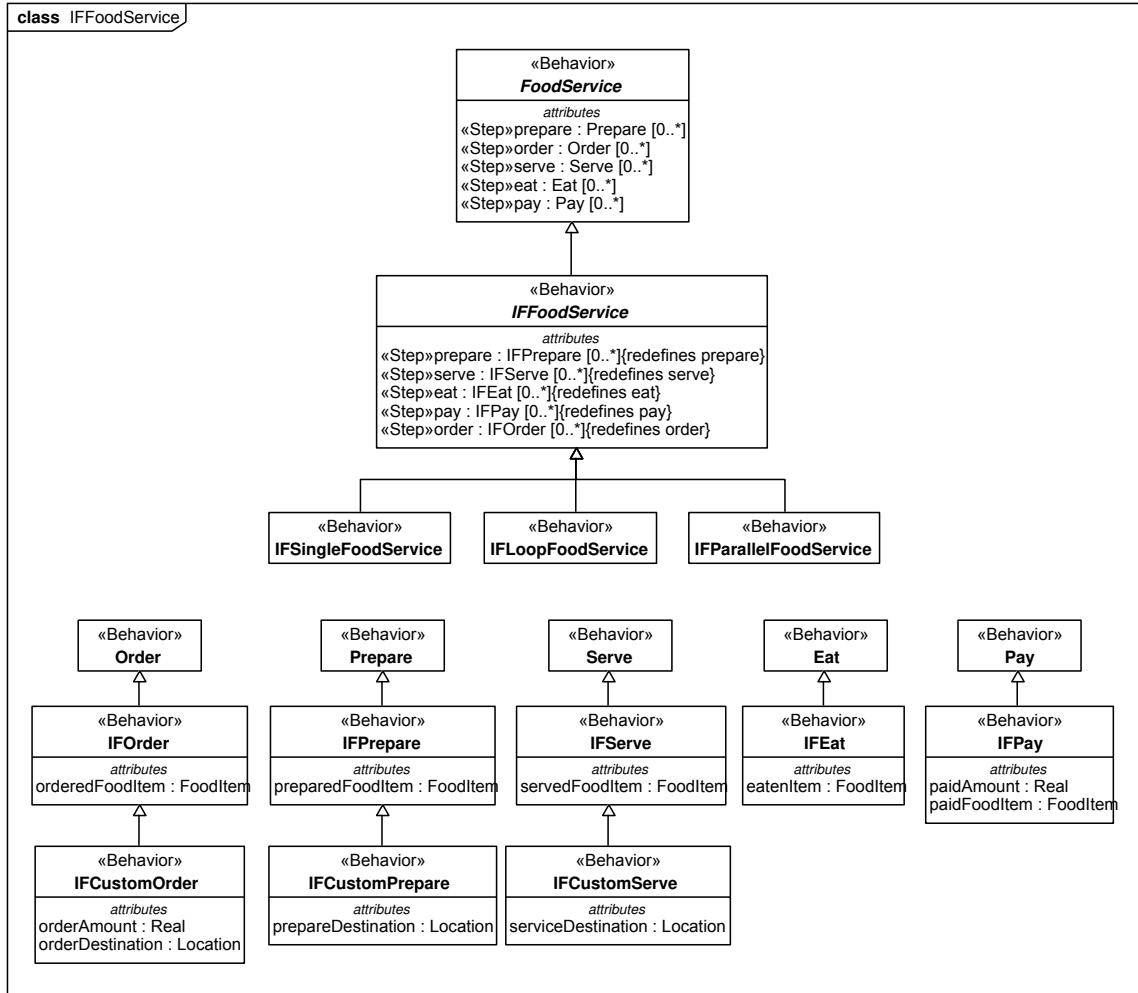 class IFFoodService
«Behavior»
FoodService
attributes
«Step»prepare : Prepare [0..*]
«Step»order : Order [0..*]
«Step»serve : Serve [0..*]
«Step»eat : Eat [0..*]
«Step»pay : Pay [0..*]
«Behavior»
IFFoodService
attributes
«Step»prepare : IFPrepare [0..*]{redefines prepare}
«Step»serve : IFServe [0..*]{redefines serve}
«Step»eat : IFEat [0..*]{redefines eat}
«Step»pay : IFPay [0..*]{redefines pay}
«Step»order : IFOrder [0..*]{redefines order}
«Behavior»
IFSingleFoodService
«Behavior»
IFLoopFoodService
«Behavior»
IFParallelFoodService
«Behavior»
Order
«Behavior»
Prepare
«Behavior»
Serve
«Behavior»
Eat
«Behavior»
Pay
«Behavior»
IFOrder
attributes
orderedFoodItem : FoodItem
«Behavior»
IFPrepare
attributes
preparedFoodItem : FoodItem
«Behavior»
IFServe
attributes
servedFoodItem : FoodItem
«Behavior»
IFEat
attributes
eatenItem : FoodItem
«Behavior»
IFPay
attributes
paidAmount : Real
paidFoodItem : FoodItem
«Behavior»
IFCustomOrder
attributes
orderAmount : Real
orderDestination : Location
«Behavior»
IFCustomPrepare
attributes
prepareDestination : Location
«Behavior»
IFCustomServe
attributes
serviceDestination : Location